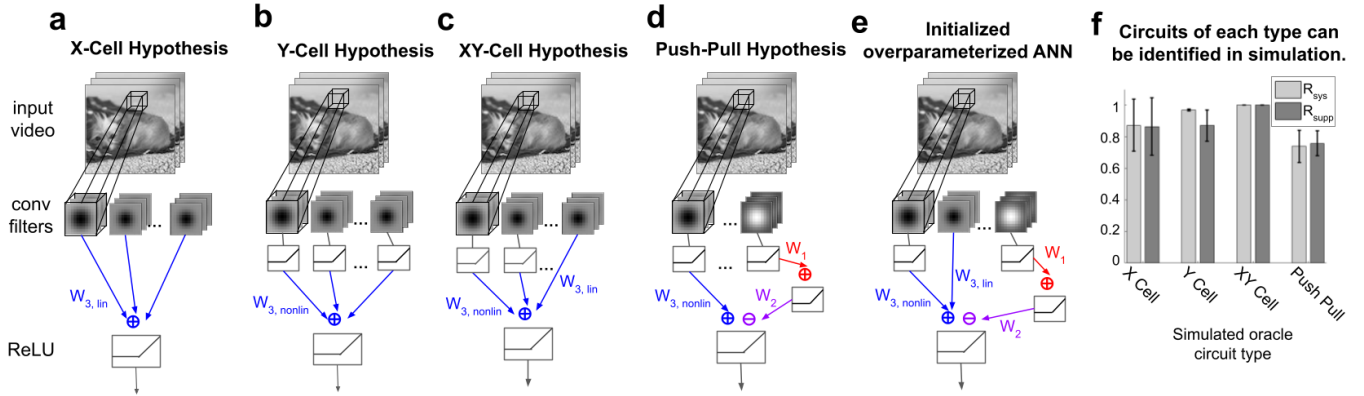 a
X-Cell Hypothesis
b
Y-Cell Hypothesis
c
XY-Cell Hypothesis
d
Push-Pull Hypothesis
e
Initialized
overparameterized ANN
f
Circuits of each type can
be identified in simulation.
input
video
conv
filters
ReLU
...
W3, lin
...
W3, nonlin
...
W3, nonlin
W3, lin
...
W1
W3, nonlin
W2
...
W1
W3, nonlin
W3, lin
W2
1
0.8
0.6
0.4
0.2
0
Rsys
Rsupp
X Cell
Y Cell
XY Cell
Push Pull
Simulated oracle
circuit type